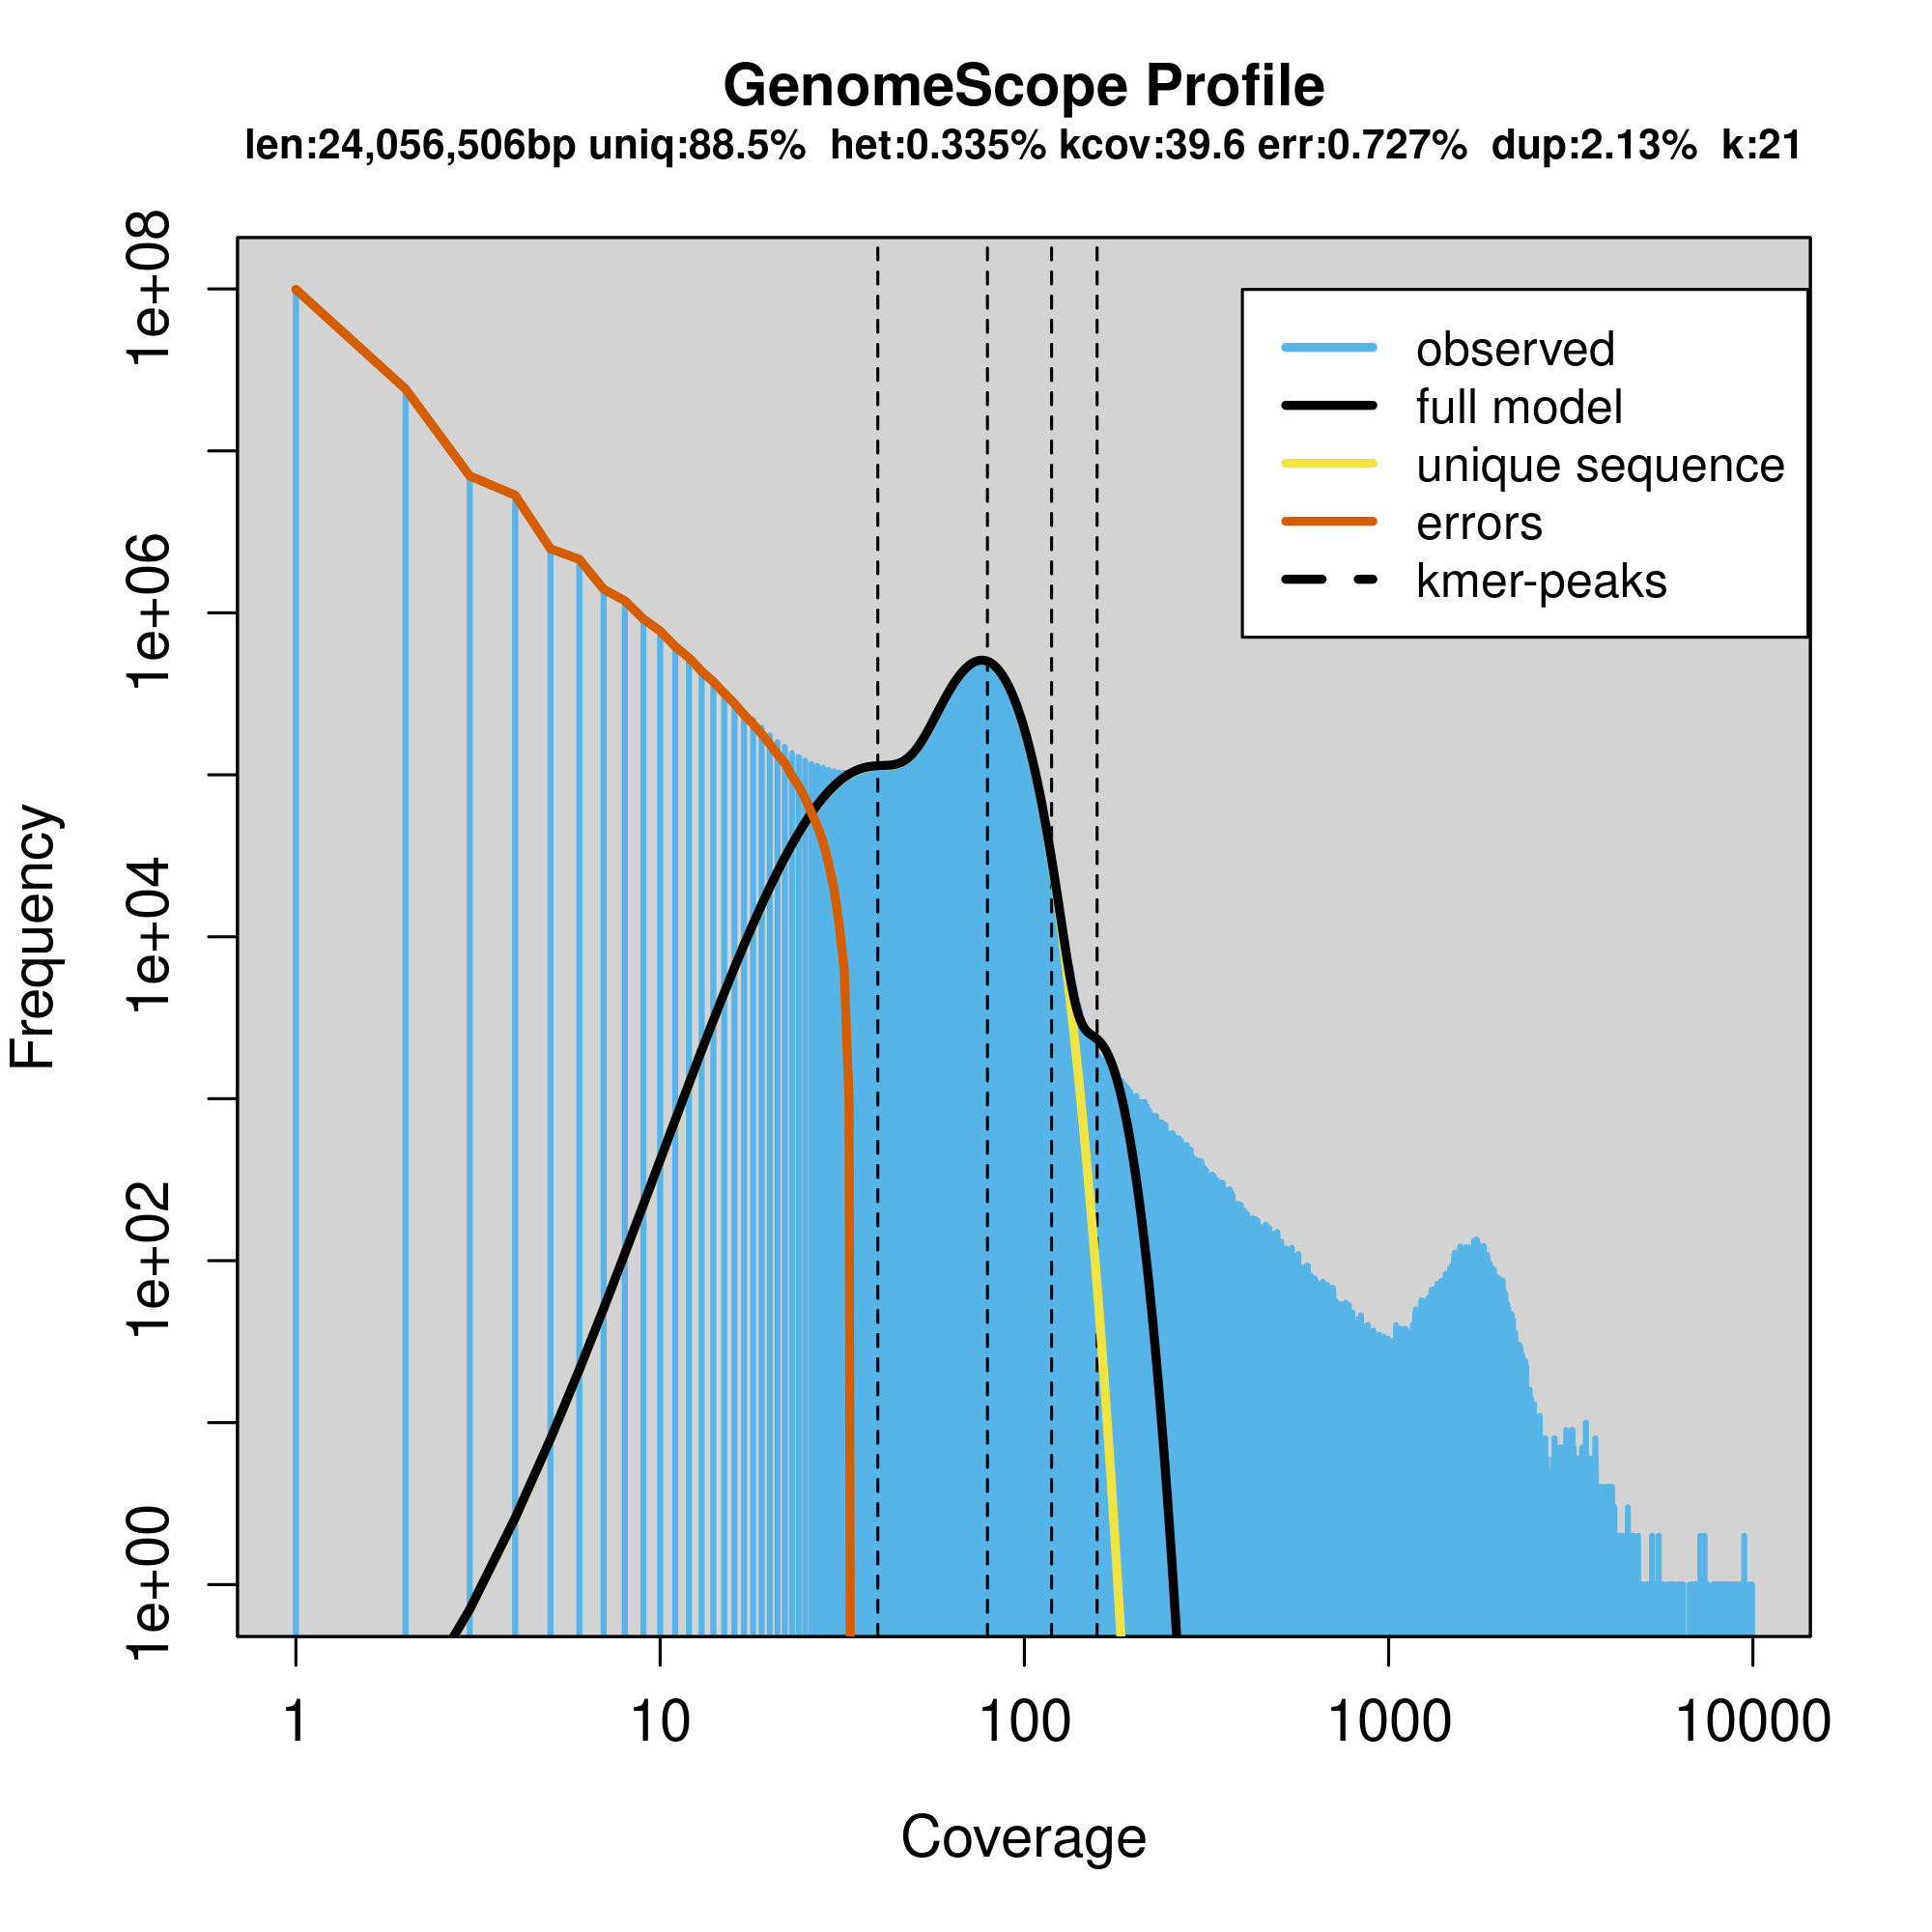 GenomeScope Profile
len:24,056,506bp uniq:88.5% het:0.335% kcov:39.6 err:0.727% dup:2.13% k:21
observed
full model
unique sequence
errors
kmer-peaks
Frequency
1e+08
1e+06
1e+04
1e+02
1e+00
1 10 100 1000 10000
Coverage